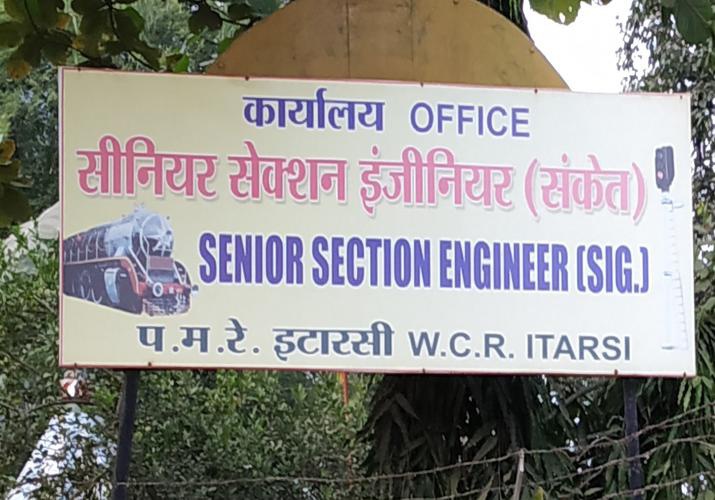 कार्यालय OFFICE
सीनियर सेक्शन इंजीनियर (संकेत)
SENIOR SECTION ENGINEER (SIG.)
प.म.रे. इटारसी W.C.R. ITARSI